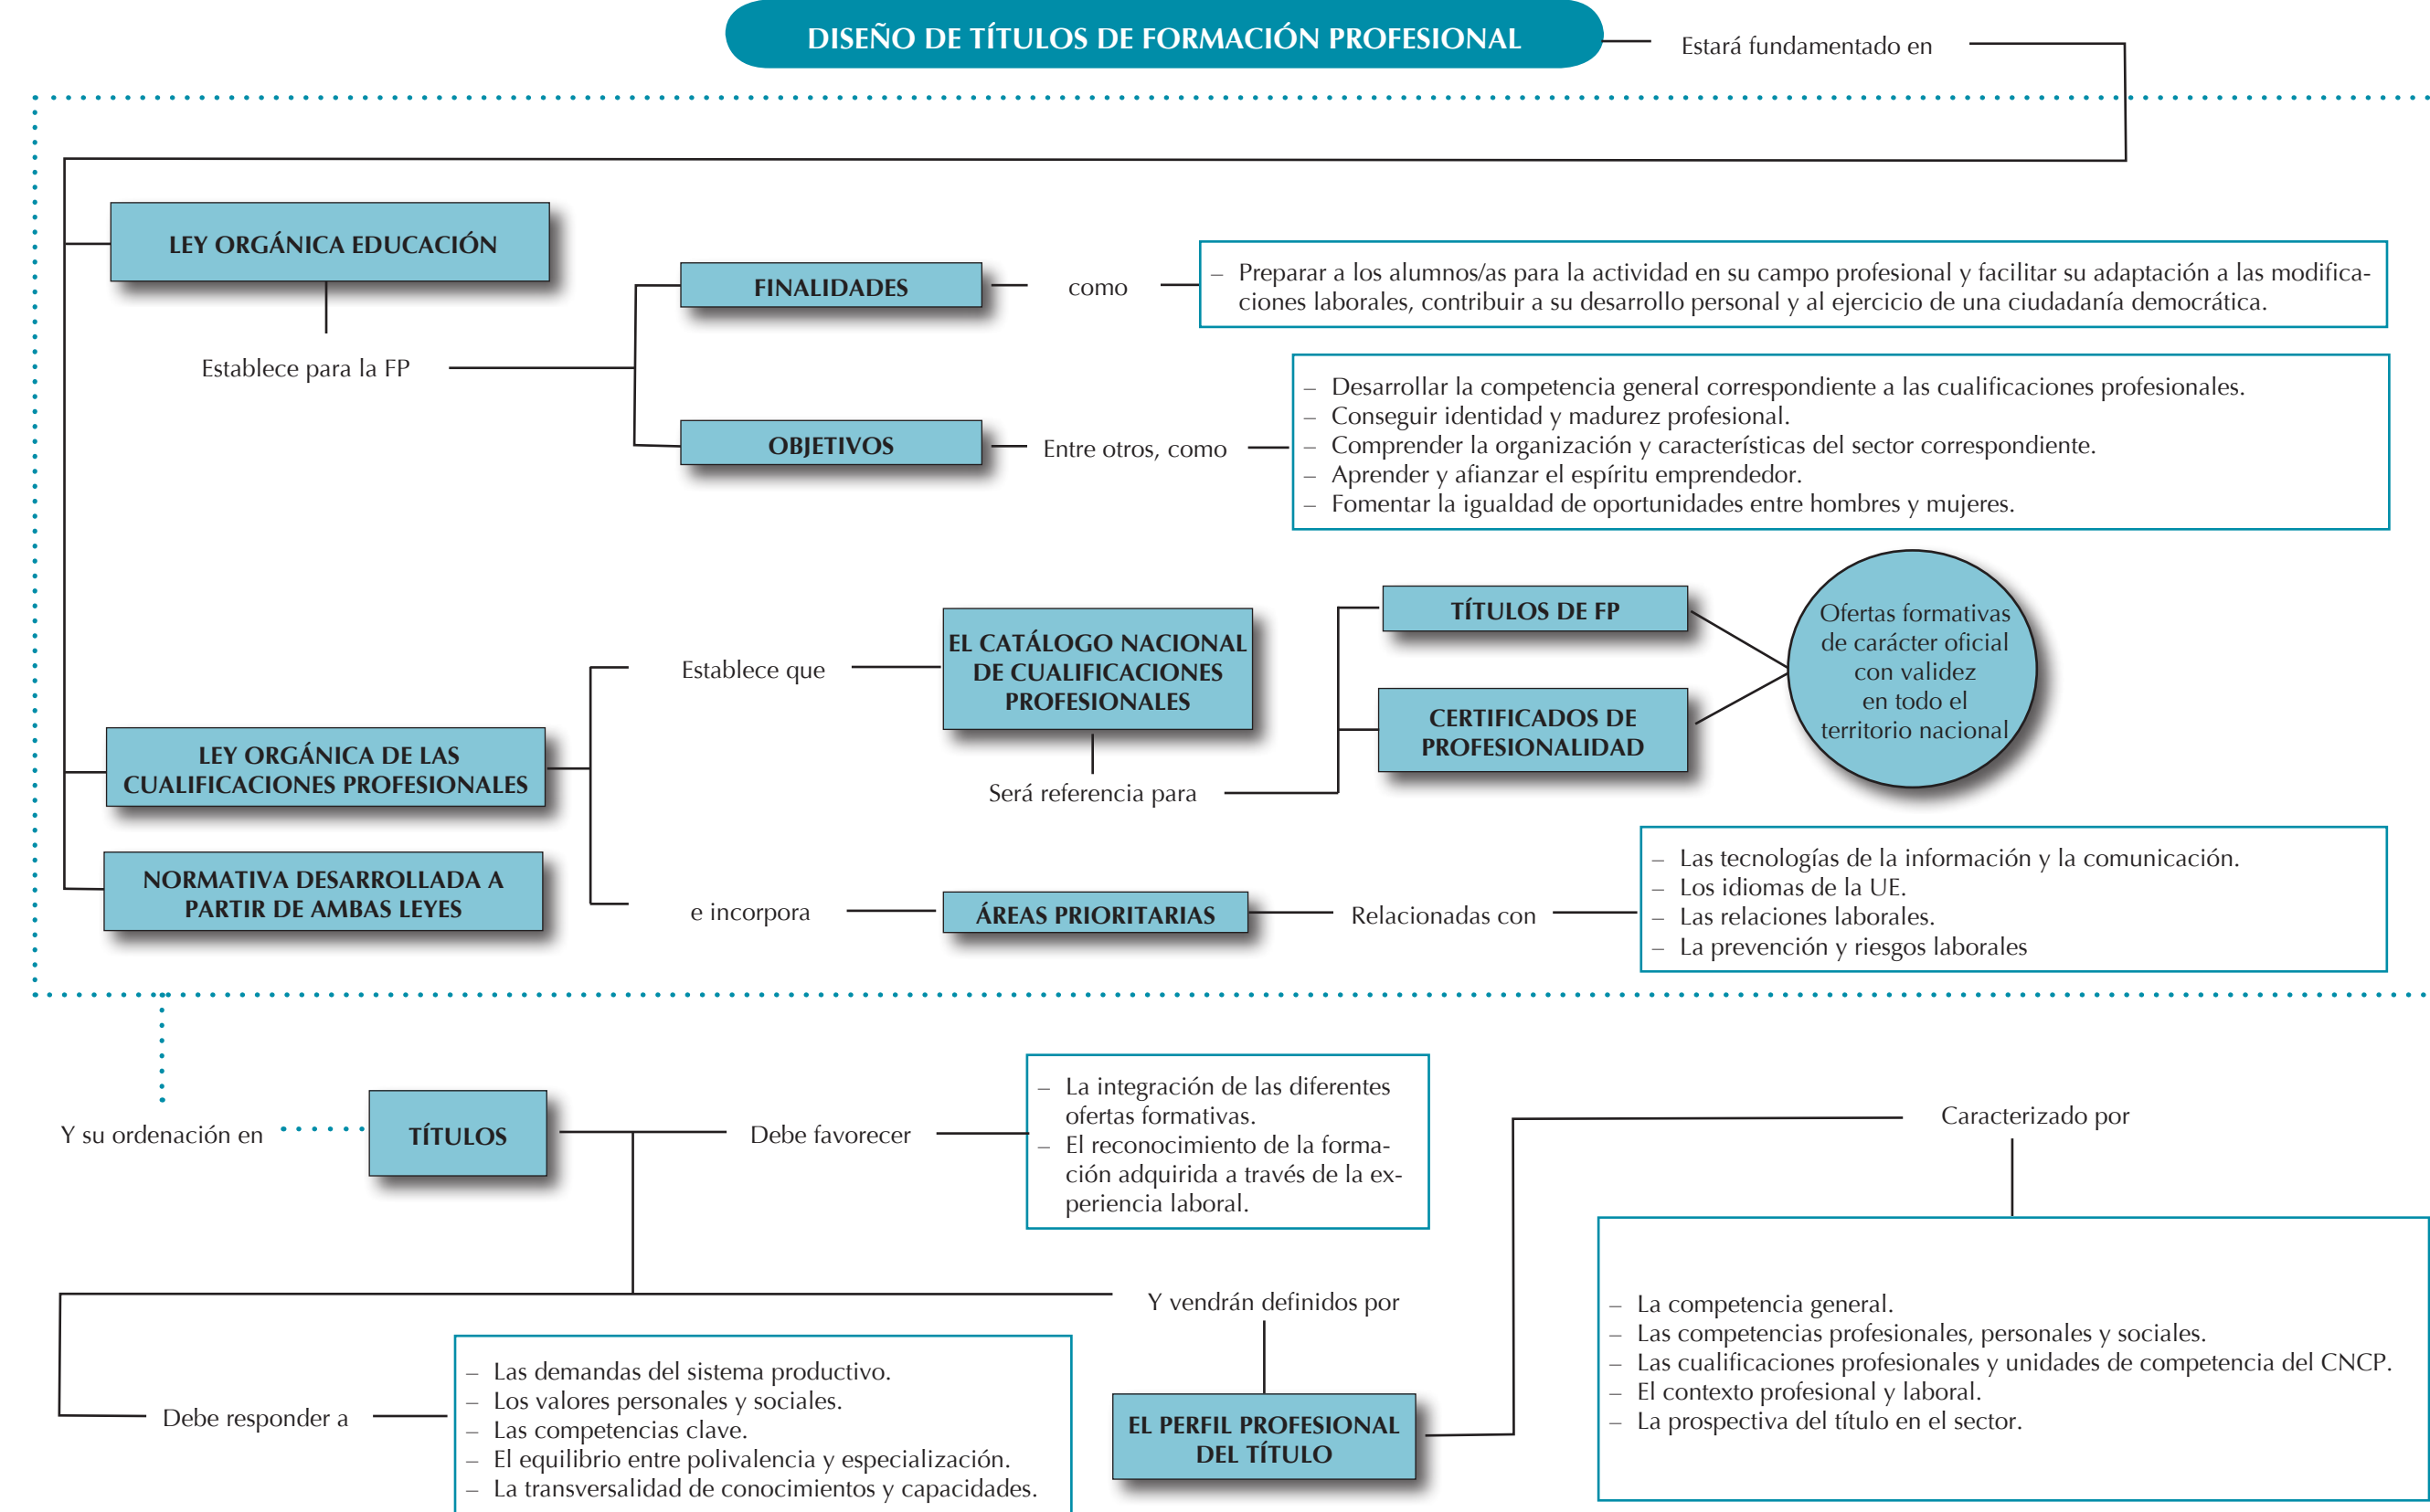 DISEÑO DE TÍTULOS DE FORMACIÓN PROFESIONAL
Estará fundamentado en
LEY ORGÁNICA EDUCACIÓN
Establece para la FP
FINALIDADES
como
– Preparar a los alumnos/as para la actividad en su campo profesional y facilitar su adaptación a las modifica-
ciones laborales, contribuir a su desarrollo personal y al ejercicio de una ciudadanía democrática.
OBJETIVOS
Entre otros, como
– Desarrollar la competencia general correspondiente a las cualificaciones profesionales.
– Conseguir identidad y madurez profesional.
– Comprender la organización y características del sector correspondiente.
– Aprender y afianzar el espíritu emprendedor.
– Fomentar la igualdad de oportunidades entre hombres y mujeres.
LEY ORGÁNICA DE LAS
CUALIFICACIONES PROFESIONALES
Establece que
EL CATÁLOGO NACIONAL
DE CUALIFICACIONES
PROFESIONALES
Será referencia para
TÍTULOS DE FP
CERTIFICADOS DE
PROFESIONALIDAD
Ofertas formativas
de carácter oficial
con validez
en todo el
territorio nacional
NORMATIVA DESARROLLADA A
PARTIR DE AMBAS LEYES
e incorpora
ÁREAS PRIORITARIAS
Relacionadas con
– Las tecnologías de la información y la comunicación.
– Los idiomas de la UE.
– Las relaciones laborales.
– La prevención y riesgos laborales
Y su ordenación en
TÍTULOS
Debe favorecer
– La integración de las diferentes
ofertas formativas.
– El reconocimiento de la forma-
ción adquirida a través de la ex-
periencia laboral.
Debe responder a
– Las demandas del sistema productivo.
– Los valores personales y sociales.
– Las competencias clave.
– El equilibrio entre polivalencia y especialización.
– La transversalidad de conocimientos y capacidades.
Y vendrán definidos por
EL PERFIL PROFESIONAL
DEL TÍTULO
Caracterizado por
– La competencia general.
– Las competencias profesionales, personales y sociales.
– Las cualificaciones profesionales y unidades de competencia del CNCP.
– El contexto profesional y laboral.
– La prospectiva del título en el sector.